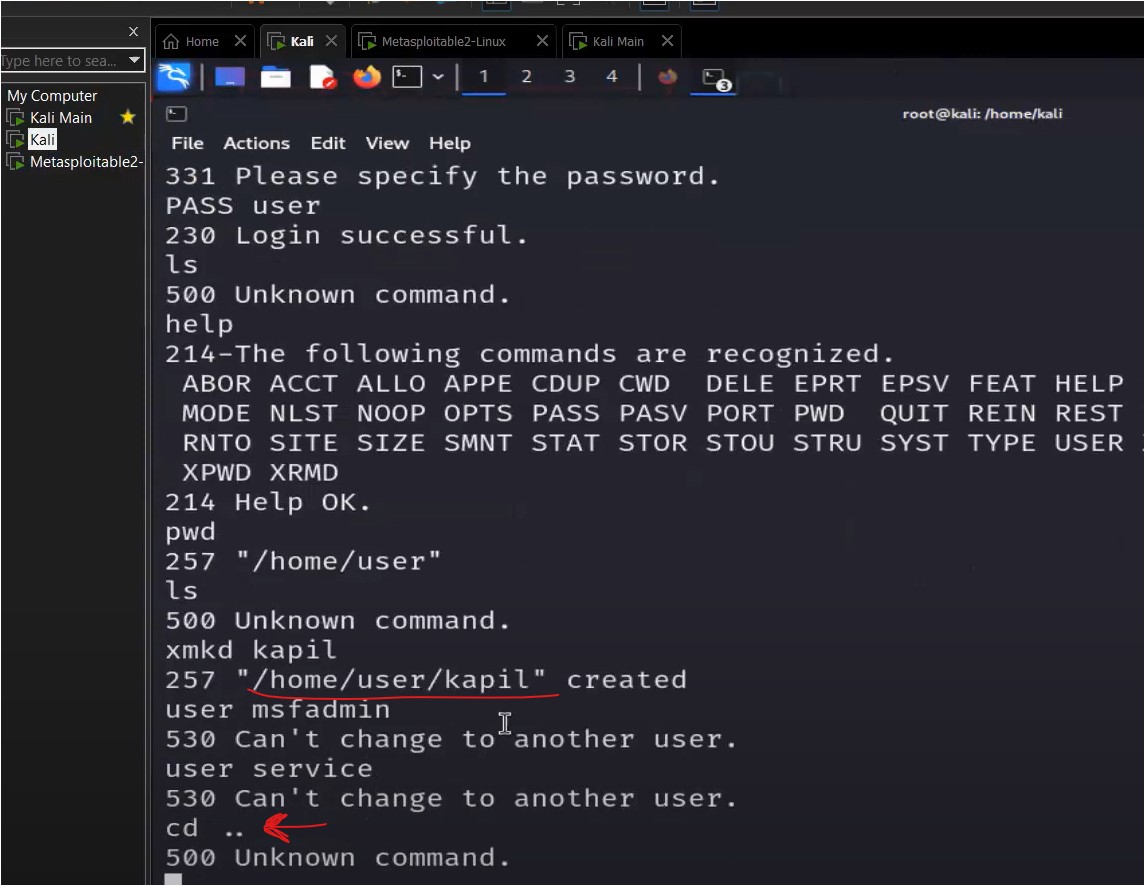 Home
Kali
Metasploitable2-Linux
Kali Main
Type here to sea...
1 2 3 4
3
My Computer
Kali Main
Kali
Metasploitable2-
root@kali: /home/kali
File Actions Edit View Help
331 Please specify the password.
PASS user
230 Login successful.
ls
500 Unknown command.
help
214-The following commands are recognized.
ABOR ACCT ALLO APPE CDUP CWD DELE EPRT EPSV FEAT HELP
MODE NLST NOOP OPTS PASS PASV PORT PWD QUIT REIN REST
RNTO SITE SIZE SMNT STAT STOR STOU STRU SYST TYPE USER
XPWD XRMD
214 Help OK.
pwd
257 "/home/user"
ls
500 Unknown command.
xmkd kapil
257 "/home/user/kapil" created
user msfadmin
530 Can't change to another user.
user service
530 Can't change to another user.
cd ..
500 Unknown command.